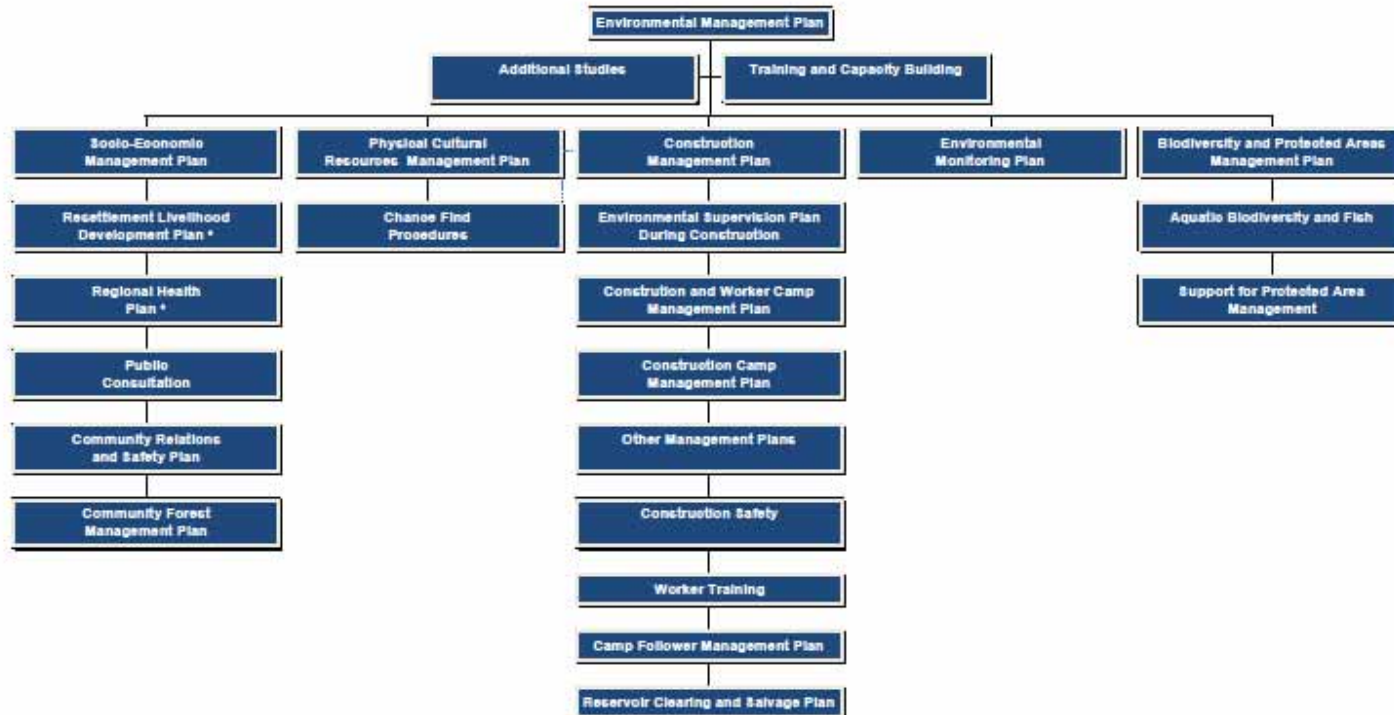 Environmental Management Plan
Additional Studies
Training and Capacity Building
Socio-Economic
Management Plan
Physical Cultural
Resources Management Plan
Construction
Management Plan
Environmental
Monitoring Plan
Biodiversity and Protected Areas
Management Plan
Resettlement Livelihood
Development Plan *
Chance Find
Procedures
Environmental Supervision Plan
During Construction
Aquatic Biodiversity and Fish
Regional Health
Plan *
Constrution and Worker Camp
Management Plan
Support for Protected Area
Management
Public
Consultation
Construction Camp
Management Plan
Community Relations
and Safety Plan
Other Management Plans
Community Forest
Management Plan
Construction Safety
Worker Training
Camp Follower Management Plan
Reservoir Clearing and Salvage Plan